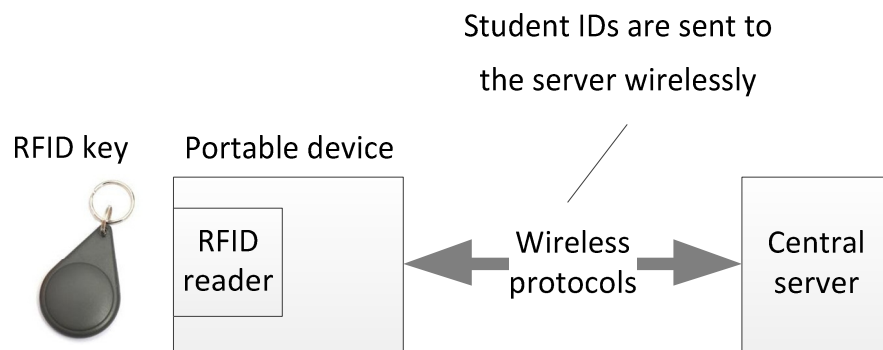 Student IDs are sent to
the server wirelessly
RFID key
Portable device
RFID
reader
Wireless
protocols
Central
server